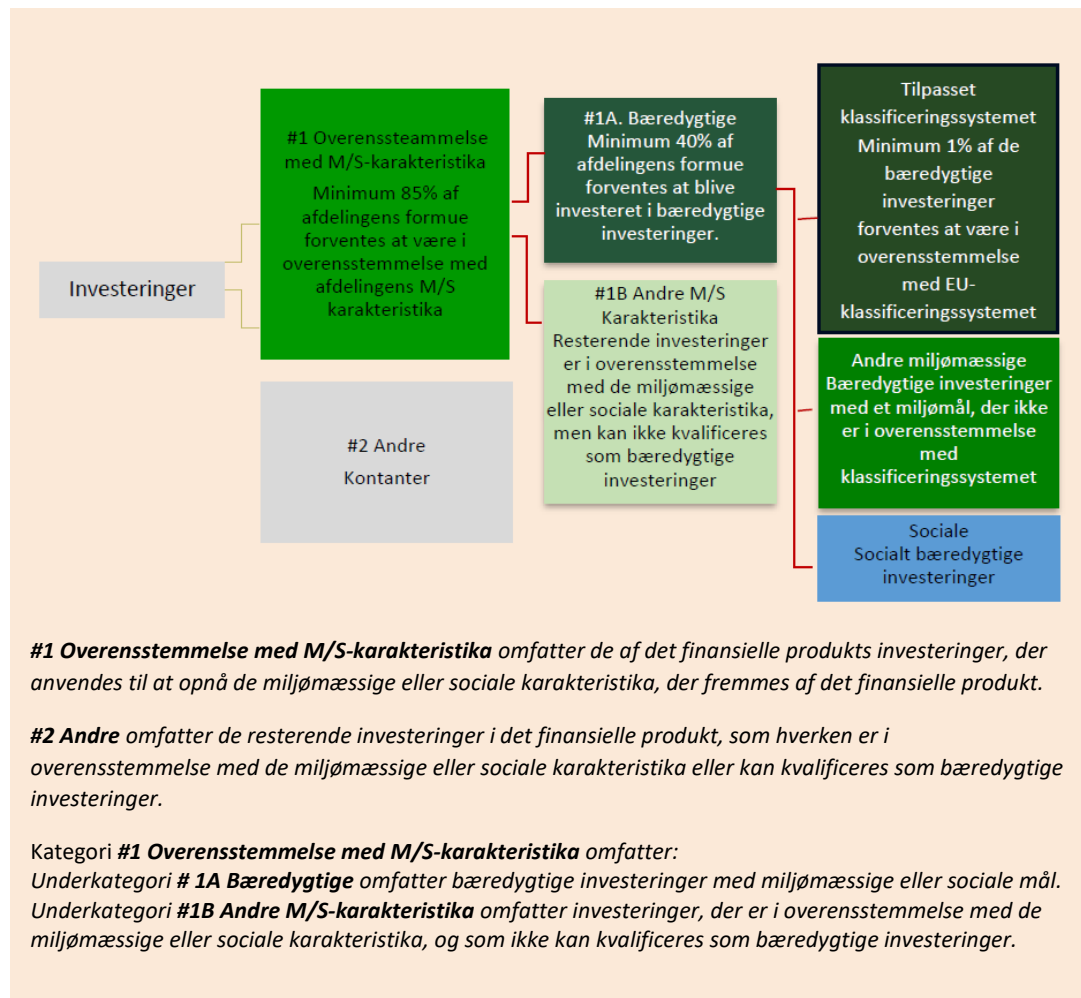 Investeringer
#1 Overenssteammelse
med M/S-karakteristika
Minimum 85% af
afdelingens formue
forventes at være i
overensstemmelse med
afdelingens M/S
karakteristika
#2 Andre
Kontanter
#1A. Bæredygtige
Minimum 40% af
afdelingens formue
forventes at blive
investeret i bæredygtige
investeringer.
#1B Andre M/S
Karakteristika
Resterende investeringer
er i overensstemmelse
med de miljømæssige
eller sociale karakteristika,
men kan ikke kvalificeres
som bæredygtige
investeringer
Tilpasset
klassificeringssystemet
Minimum 1% af de
bæredygtige
investeringer
forventes at være i
overensstemmelse
med EU-
klassificeringssystemet
Andre miljømæssige
Bæredygtige investeringer
med et miljømål, der ikke
er i overensstemmelse
med
klassificeringssystemet
Sociale
Socialt bæredygtige
investeringer
#1 Overensstemmelse med M/S-karakteristika omfatter de af det finansielle produkts investeringer, der
anvendes til at opnå de miljømæssige eller sociale karakteristika, der fremmes af det finansielle produkt.
#2 Andre omfatter de resterende investeringer i det finansielle produkt, som hverken er i
overensstemmelse med de miljømæssige eller sociale karakteristika eller kan kvalificeres som bæredygtige
investeringer.
Kategori #1 Overensstemmelse med M/S-karakteristika omfatter:
Underkategori # 1A Bæredygtige omfatter bæredygtige investeringer med miljømæssige eller sociale mål.
Underkategori #1B Andre M/S-karakteristika omfatter investeringer, der er i overensstemmelse med de
miljømæssige eller sociale karakteristika, og som ikke kan kvalificeres som bæredygtige investeringer.